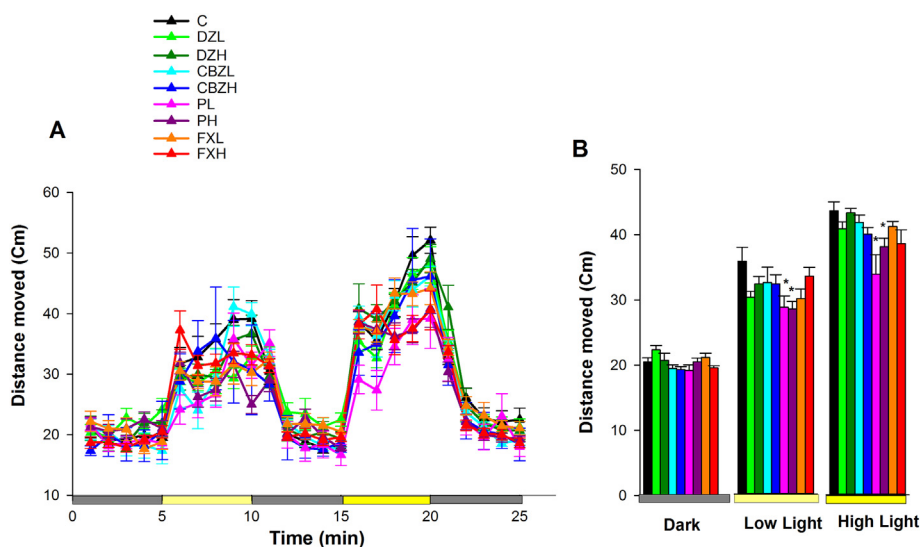 C
DZL
DZH
CBZL
CBZH
PL
PH
FXL
FXH
A
B
Distance moved (Cm)
60
50
40
30
20
10
0 5 10 15 20 25
Time (min)
Distance moved (Cm)
50
40
30
20
10
0
* * * *
Dark Low Light High Light